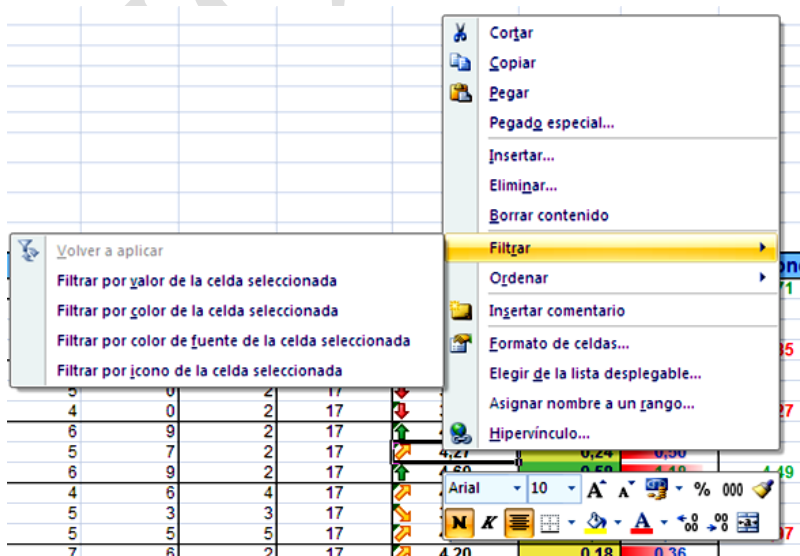 Cortar
Copiar
Pegar
Pegado especial...
Insertar...
Eliminar...
Borrar contenido
Filtrar
Ordenar
Insertar comentario
Formato de celdas...
Elegir de la lista desplegable...
Asignar nombre a un rango...
Hipervínculo...
Volver a aplicar
Filtrar por valor de la celda seleccionada
Filtrar por color de la celda seleccionada
Filtrar por color de fuente de la celda seleccionada
Filtrar por icono de la celda seleccionada
5 0 2 17
4 0 2 17
6 9 2 17
5 7 2 17 4,27 0,24 0,50
6 9 2 17 4,60 0,58 1,18
4 6 4 17
5 3 3 17
5 5 5 17
7 6 2 17 4,20 0,18 0,36
Arial 10 A A % 000
N K A